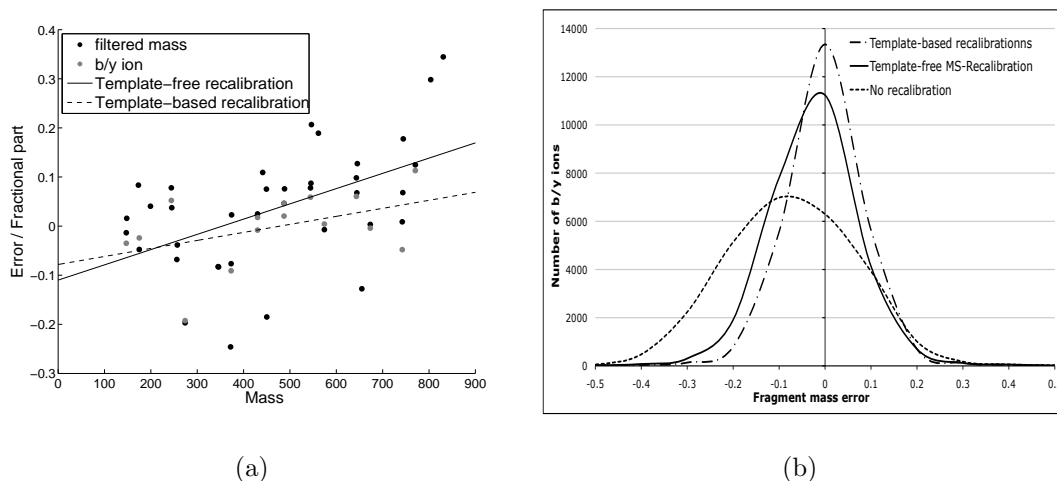 0.4
0.3
0.2
0.1
0
−0.1
−0.2
−0.3
Error / Fractional part
filtered mass
b/y ion
Template−free recalibration
Template−based recalibration
0 100 200 300 400 500 600 700 800 900
Mass
(a)
14000
12000
10000
8000
6000
4000
2000
0
Number of b/y ions
Template-based recalibrationns
Template-free MS-Recalibration
No recalibration
-0.5 -0.4 -0.3 -0.2 -0.1 0 0.1 0.2 0.3 0.4 0.5
Fragment mass error
(b)